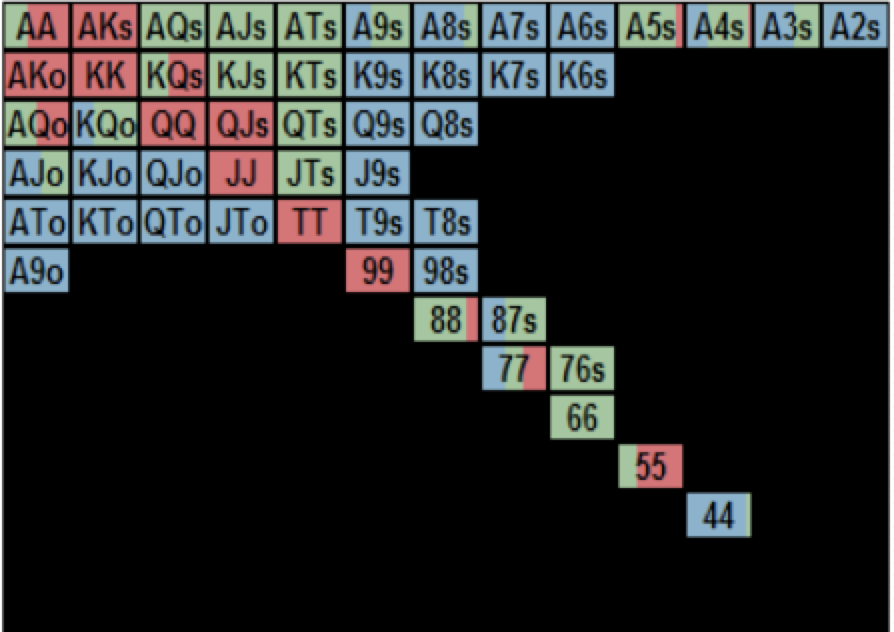 AA AKs AQs AJs ATs A9s A8s A7s A6s A5s A4s A3s A2s
AKo KK KQs KJs KTs K9s K8s K7s K6s
AQo KQo QQ QJs QTs Q9s Q8s
AJo KJo QJo JJ JTs J9s
ATo KTo QTo JTo TT T9s T8s
A9o 99 98s
88 87s
77 76s
66
55
44